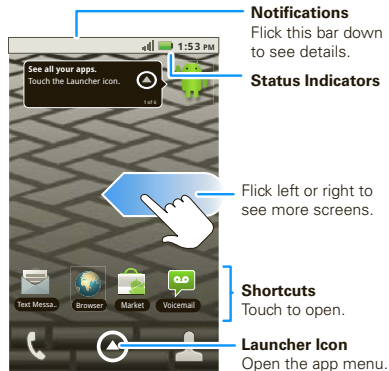 Notifications
Flick this bar down
to see details.
1:53 PM
Status Indicators
See all your apps.
Touch the Launcher icon.
1 of 6
Flick left or right to
see more screens.
Text Messa..
Browser
Market
Voicemail
Shortcuts
Touch to open.
Launcher Icon
Open the app menu.